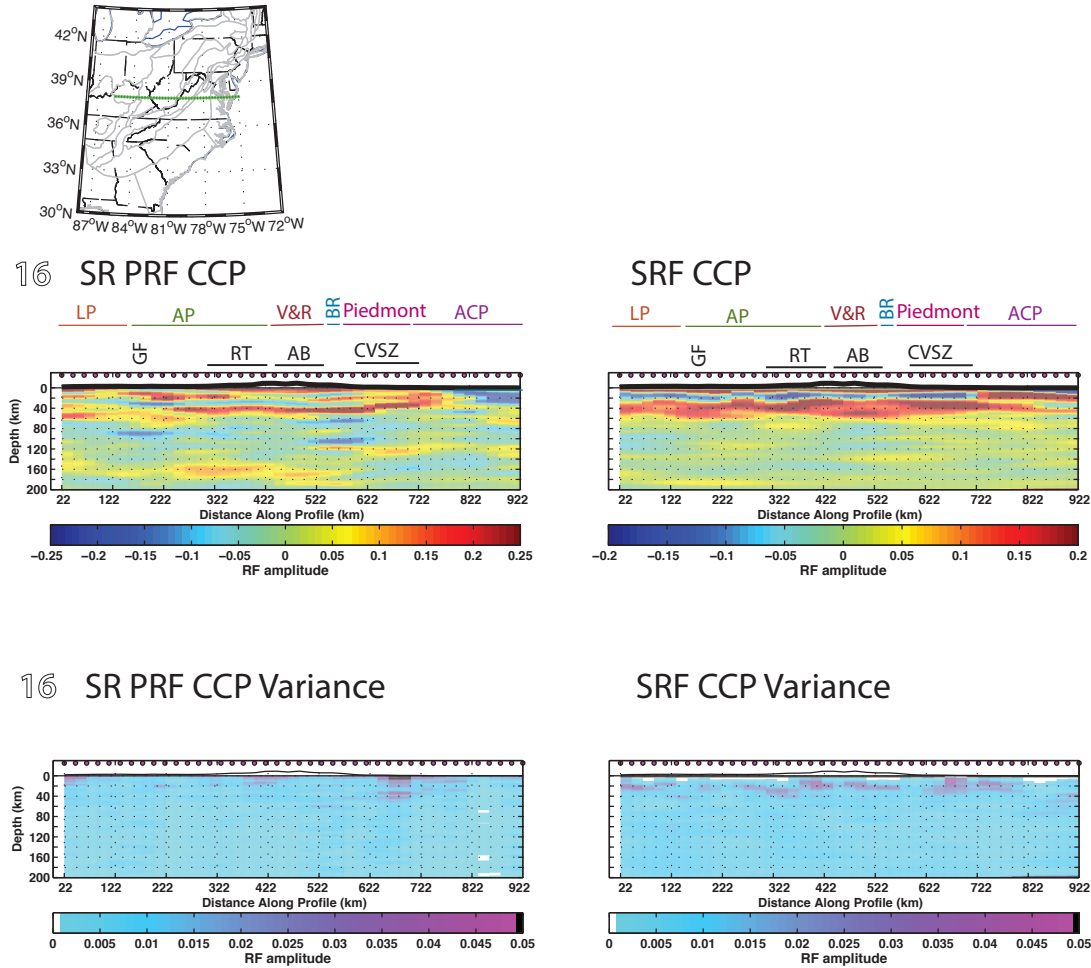 42°N
39°N
36°N
33°N
30°N
87°W 84°W 81°W 78°W 75°W 72°W
16 SR PRF CCP
SRF CCP
LP AP V&R BR Piedmont ACP
GF RT AB CVSZ
LP AP V&R BR Piedmont ACP
GF RT AB CVSZ
Depth (km)
0
40
80
120
160
200
22 122 222 322 422 522 622 722 822 922
Distance Along Profile (km)
−0.25 −0.2 −0.15 −0.1 −0.05 0 0.05 0.1 0.15 0.2 0.25
RF amplitude
0
40
80
120
160
200
22 122 222 322 422 522 622 722 822 922
Distance Along Profile (km)
−0.2 −0.15 −0.1 −0.05 0 0.05 0.1 0.15 0.2
RF amplitude
16 SR PRF CCP Variance
SRF CCP Variance
Depth (km)
0
40
80
120
160
200
22 122 222 322 422 522 622 722 822 922
Distance Along Profile (km)
0 0.005 0.01 0.015 0.02 0.025 0.03 0.035 0.04 0.045 0.05
RF amplitude
Depth (km)
0
40
80
120
160
200
22 122 222 322 422 522 622 722 822 922
Distance Along Profile (km)
0 0.005 0.01 0.015 0.02 0.025 0.03 0.035 0.04 0.045 0.05
RF amplitude